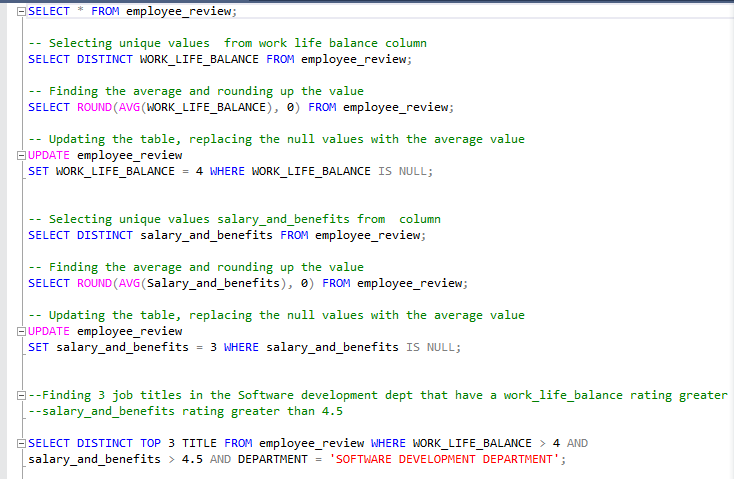 SELECT * FROM employee_review;
-- Selecting unique values  from work life balance column
SELECT DISTINCT WORK_LIFE_BALANCE FROM employee_review;
-- Finding the average and rounding up the value
SELECT ROUND(AVG(WORK_LIFE_BALANCE), 0) FROM employee_review;
-- Updating the table, replacing the null values with the average value
UPDATE employee_review
SET WORK_LIFE_BALANCE = 4 WHERE WORK_LIFE_BALANCE IS NULL;
-- Selecting unique values salary_and_benefits from  column
SELECT DISTINCT salary_and_benefits FROM employee_review;
-- Finding the average and rounding up the value
SELECT ROUND(AVG(Salary_and_benefits), 0) FROM employee_review;
-- Updating the table, replacing the null values with the average value
UPDATE employee_review
SET salary_and_benefits = 3 WHERE salary_and_benefits IS NULL;
--Finding 3 job titles in the Software development dept that have a work_life_balance rating greater
--salary_and_benefits rating greater than 4.5
SELECT DISTINCT TOP 3 TITLE FROM employee_review WHERE WORK_LIFE_BALANCE > 4 AND
salary_and_benefits > 4.5 AND DEPARTMENT = 'SOFTWARE DEVELOPMENT DEPARTMENT';